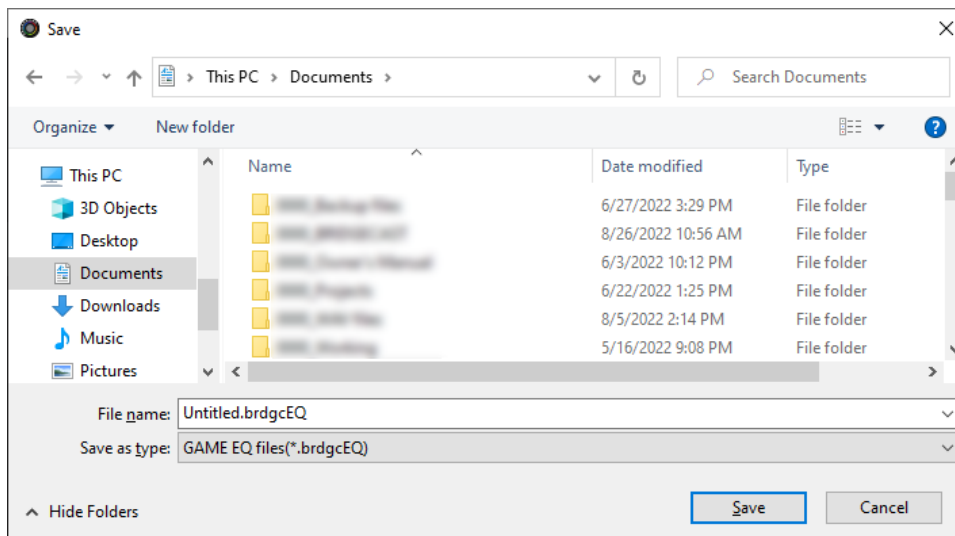 Save
This PC > Documents >
Search Documents
Organize
New folder
?
Name
Date modified
Type
This PC
3D Objects
Desktop
Documents
Downloads
Music
Pictures
6/27/2022 3:29 PM File folder
8/26/2022 10:56 AM File folder
6/3/2022 10:12 PM File folder
6/22/2022 1:25 PM File folder
8/5/2022 2:14 PM File folder
5/16/2022 9:08 PM File folder
File name: Untitled.brdgcEQ
Save as type: GAME EQ files(*.brdgcEQ)
Hide Folders
Save
Cancel